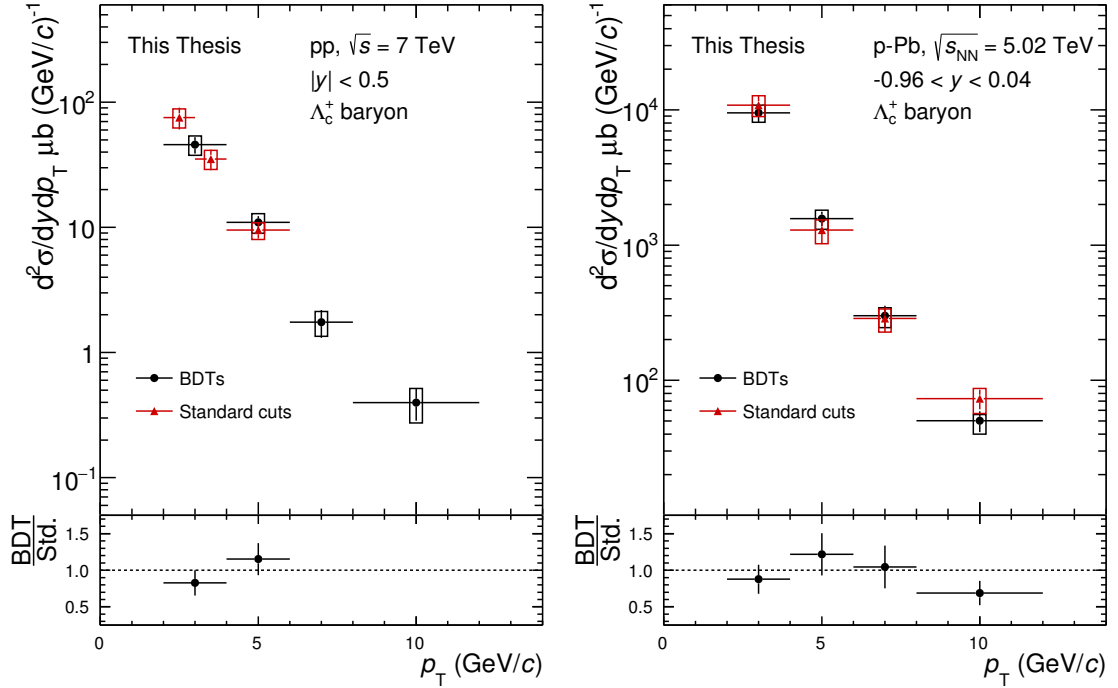 This Thesis
pp, √s = 7 TeV
|y| < 0.5
Λc+ baryon
d²σ/dydpT μb (GeV/c)⁻¹
10²
10
1
10⁻¹
BDTs
Standard cuts
BDT
Std.
1.5
1.0
0.5
0 5 10
pT (GeV/c)
This Thesis
p-Pb, √sNN = 5.02 TeV
-0.96 < y < 0.04
Λc+ baryon
d²σ/dydpT μb (GeV/c)⁻¹
10⁴
10³
10²
BDTs
Standard cuts
BDT
Std.
1.5
1.0
0.5
0 5 10
pT (GeV/c)